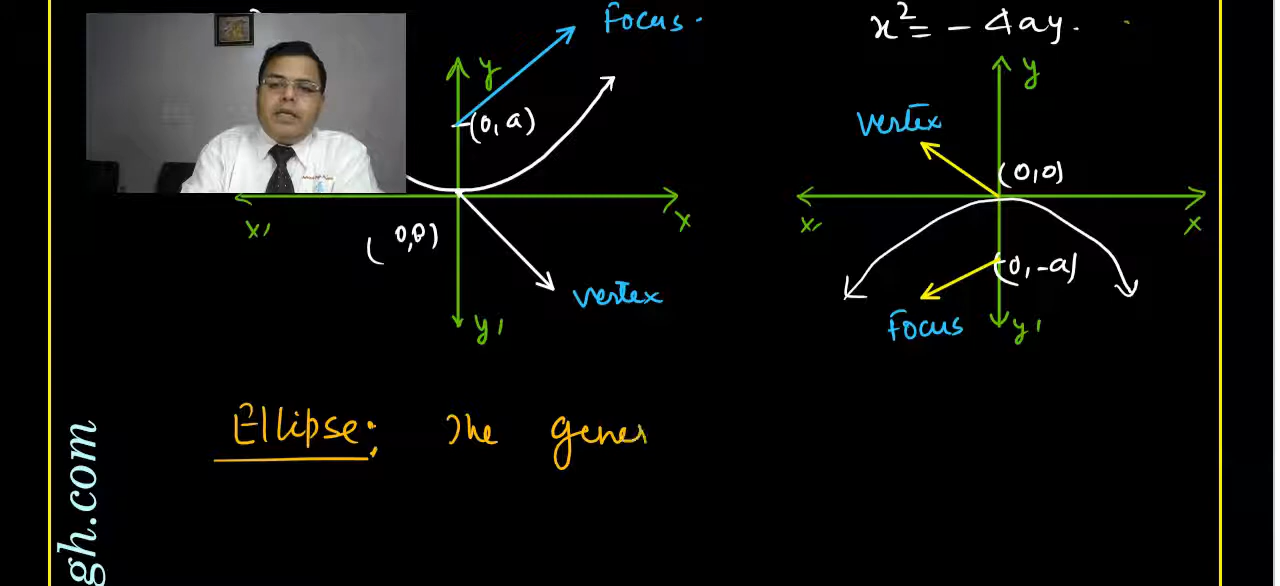 Focus.
x² = - 4ay.
y
(0, a)
x
x'
(0,0)
Vertex
y'
y
Vertex
(0,0)
x'
x
(0,-a)
Focus
y'
Ellipse: The gener
gh.com